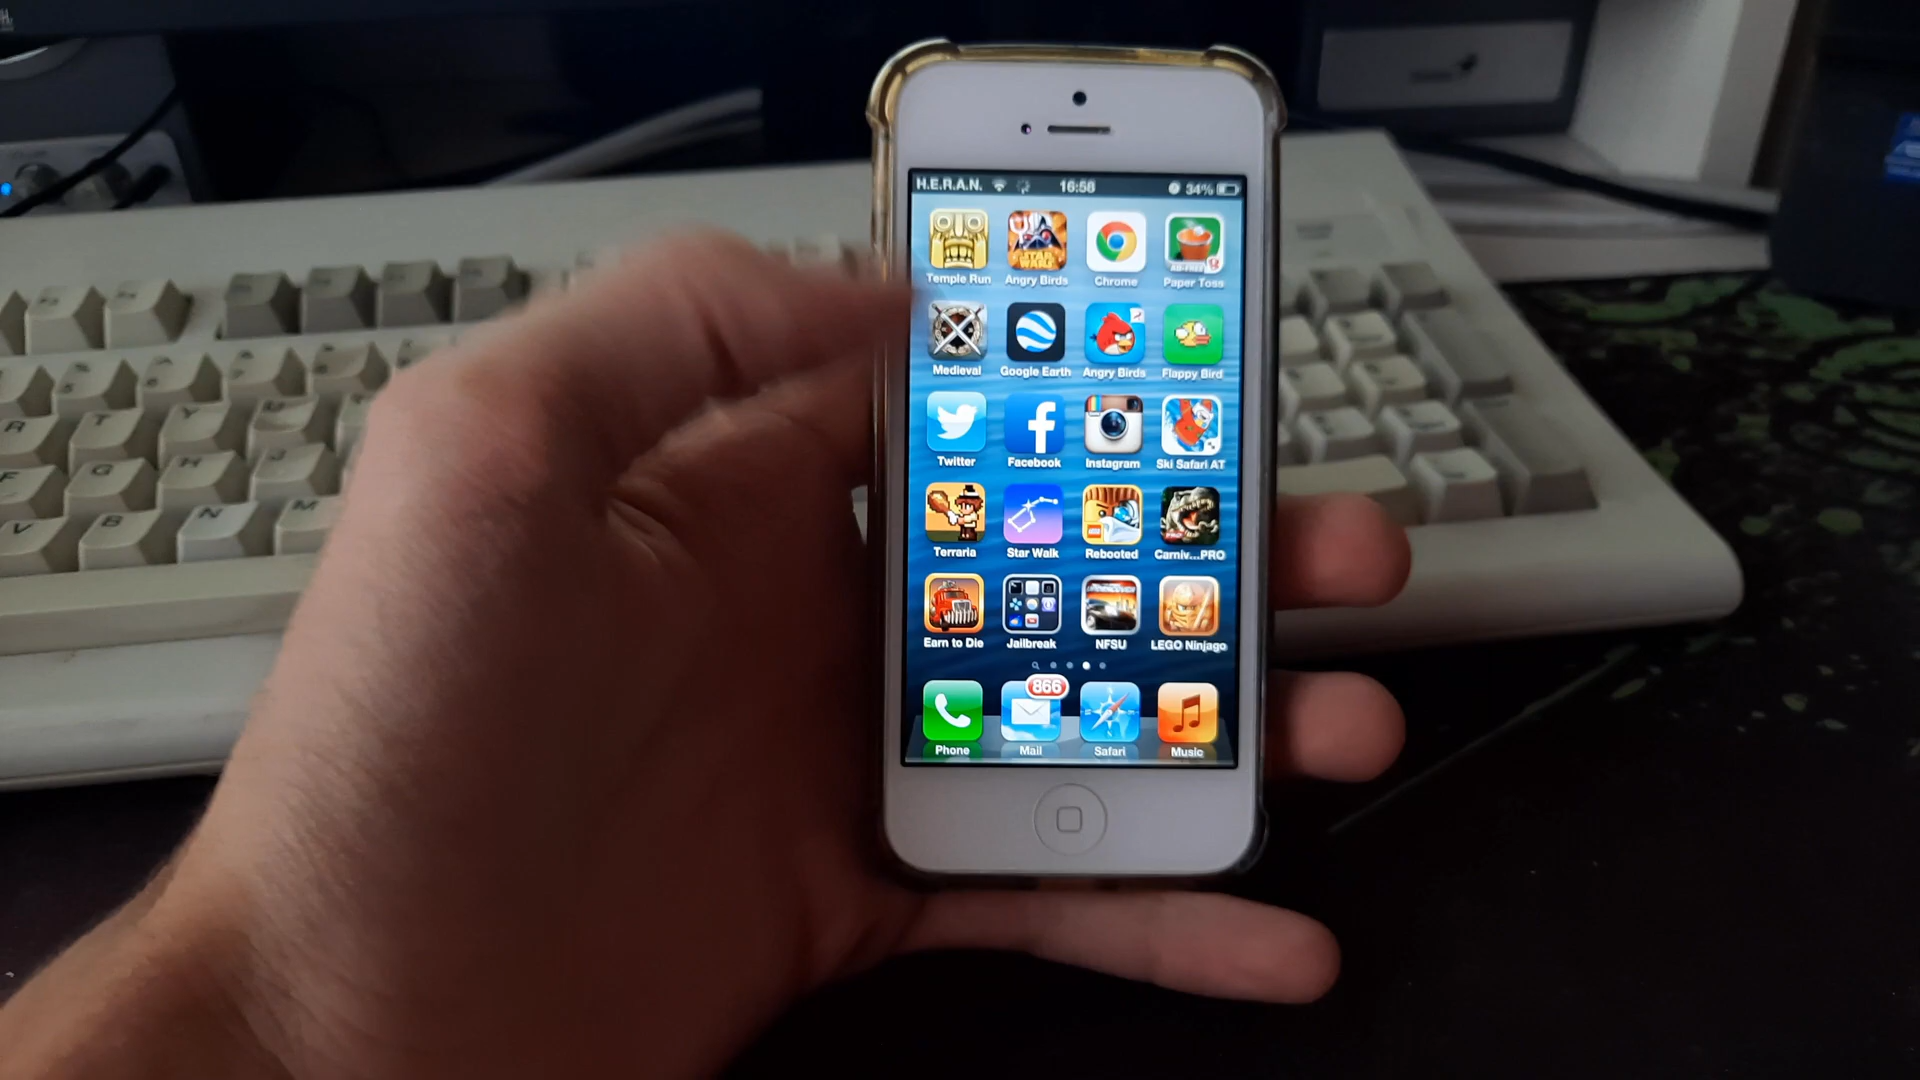 H.E.R.A.N. 16:58 34%
Temple Run Angry Birds Chrome Paper Toss
Medieval Google Earth Angry Birds Flappy Bird
Twitter Facebook Instagram Ski Safari AT
Terraria Star Walk Rebooted Carniv...PRO
Earn to Die Jailbreak NFSU LEGO Ninjago
866
Phone Mail Safari Music
R T Y
F G H J
V B N M